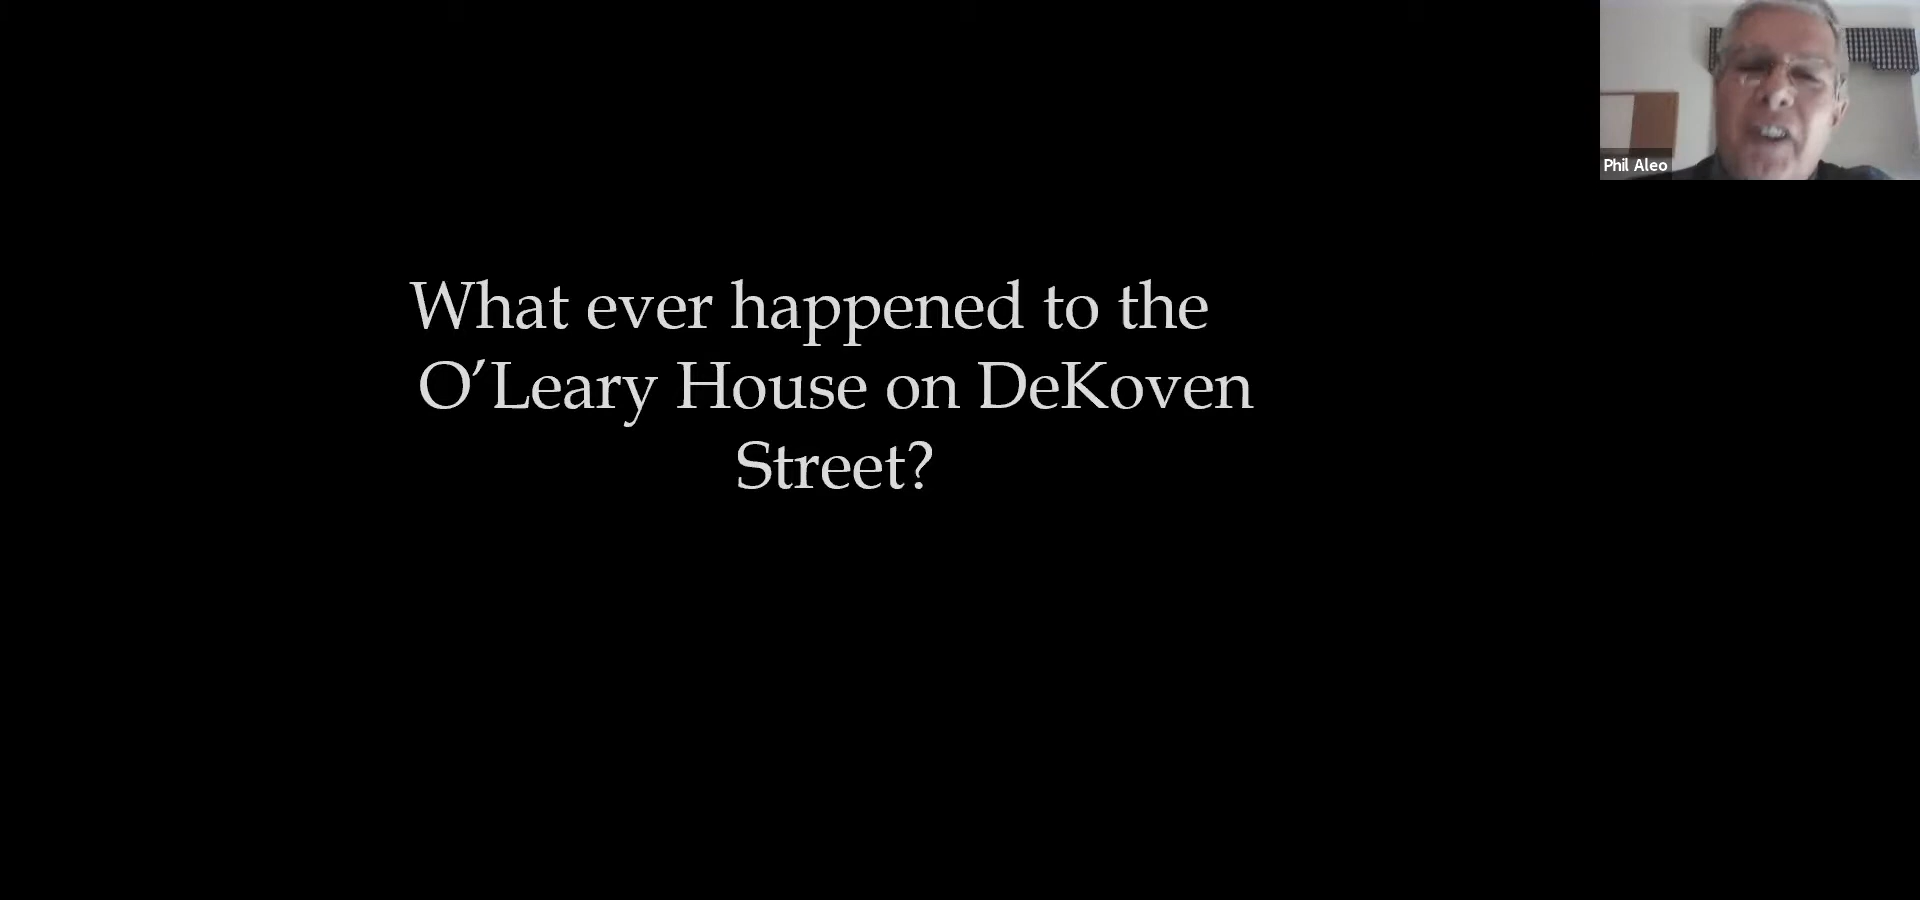 What ever happened to the
O’Leary House on DeKoven
Street?
Phil Aleo